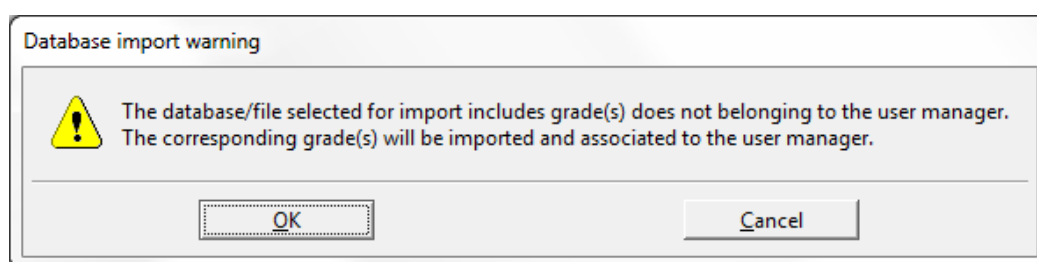 Database import warning
The database/file selected for import includes grade(s) does not belonging to the user manager.
The corresponding grade(s) will be imported and associated to the user manager.
OK
Cancel